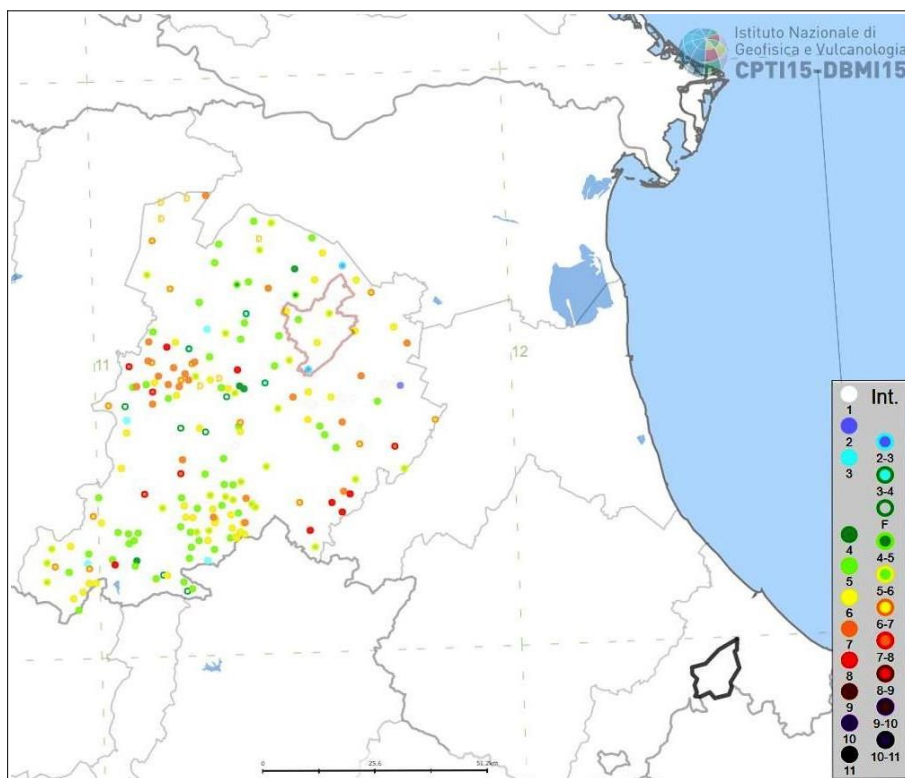 Istituto Nazionale di
Geofisica e Vulcanologia
CPTI15-DBMI15
11
12
Int.
1
2
2-3
3
3-4
F
4
4-5
5
5-6
6
6-7
7
7-8
8
8-9
9
9-10
10
10-11
11
0
25.6
D
D
D
D
D